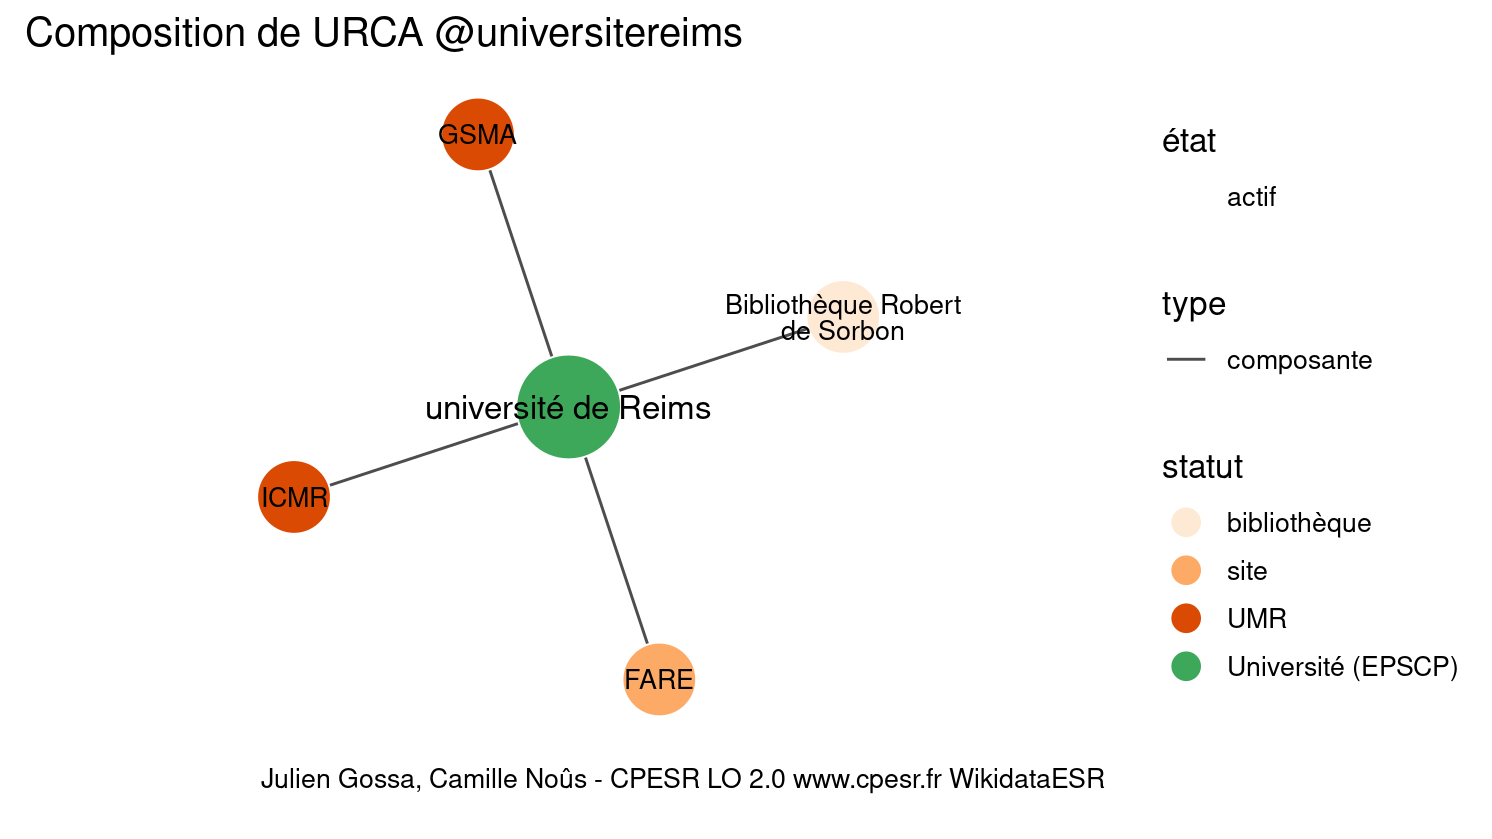 Composition de URCA @universitereims
GSMA
Bibliothèque Robert
de Sorbon
université de Reims
ICMR
FARE
état
actif
type
composante
statut
bibliothèque
site
UMR
Université (EPSCP)
Julien Gossa, Camille Noûs - CPESR LO 2.0 www.cpesr.fr WikidataESR